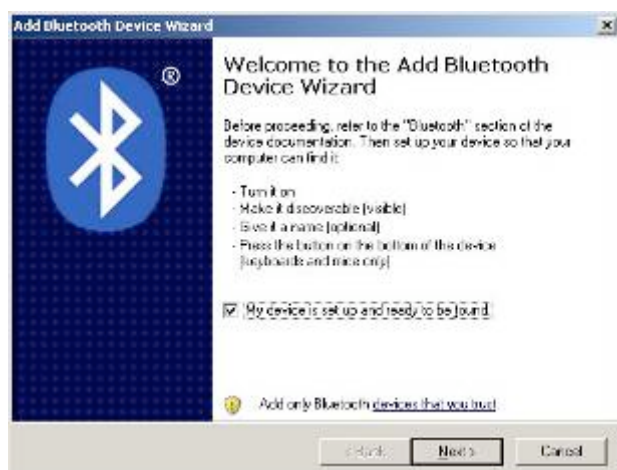 Add Bluetooth Device Wizard
®
Welcome to the Add Bluetooth
Device Wizard
Before proceeding, refer to the "Bluetooth" section of the
device documentation. Then set up your device so that your
computer can find it:
- Turn it on
- Make it discoverable (visible)
- Give it a name (optional)
- Press the button on the bottom of the device
(keyboards and mice only)
My device is set up and ready to be found.
Add only Bluetooth devices that you trust.
< Back Next > Cancel